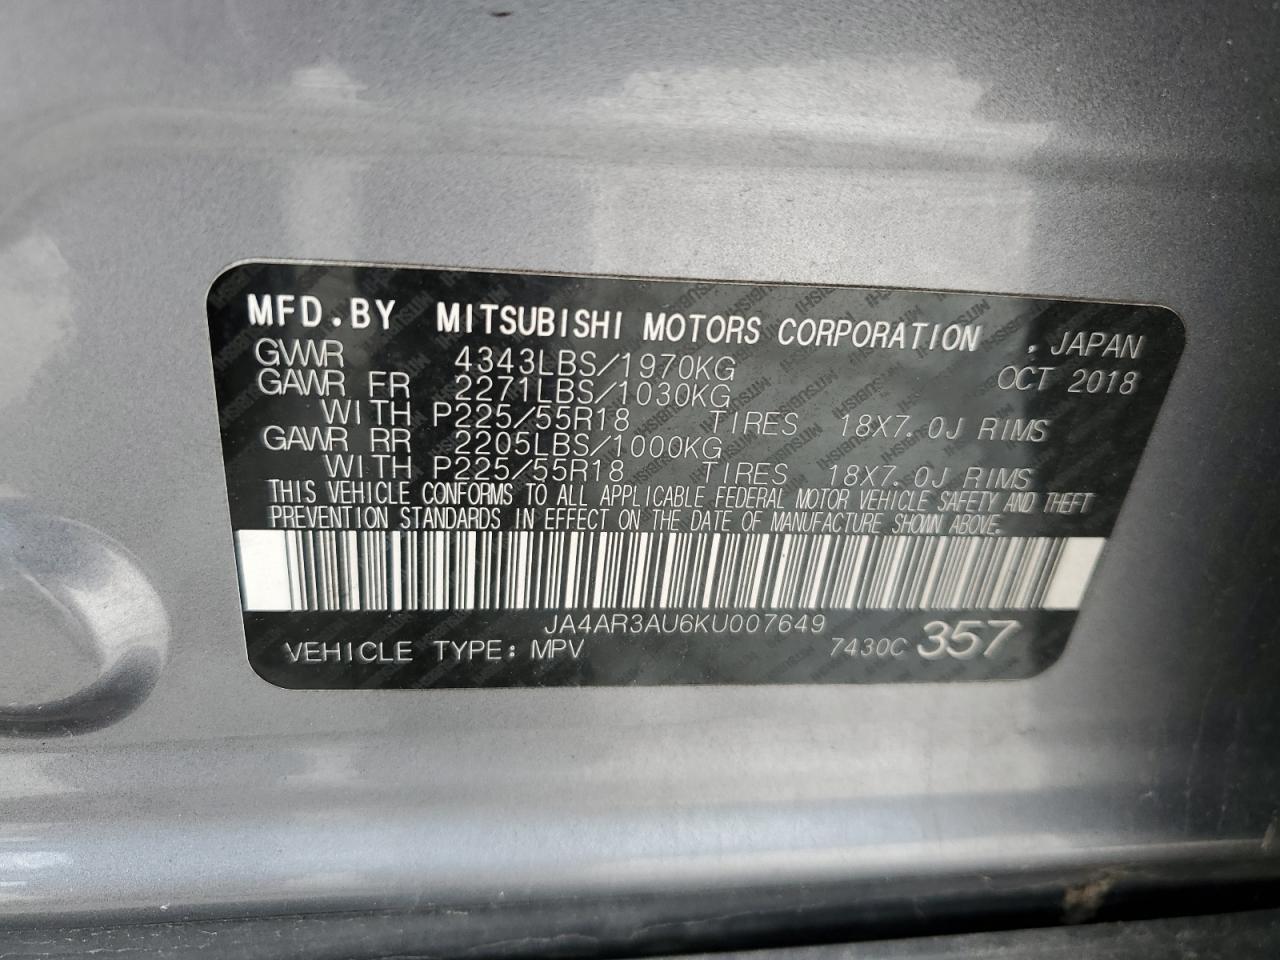 MFD.BY MITSUBISHI MOTORS CORPORATION . JAPAN
GVWR 4343LBS/1970KG OCT 2018
GAWR FR 2271LBS/1030KG
WITH P225/55R18 TIRES 18X7.0J RIMS
GAWR RR 2205LBS/1000KG
WITH P225/55R18 TIRES 18X7.0J RIMS
THIS VEHICLE CONFORMS TO ALL APPLICABLE FEDERAL MOTOR VEHICLE SAFETY AND THEFT
PREVENTION STANDARDS IN EFFECT ON THE DATE OF MANUFACTURE SHOWN ABOVE.
JA4AR3AU6KU007649
VEHICLE TYPE: MPV 7430C 357